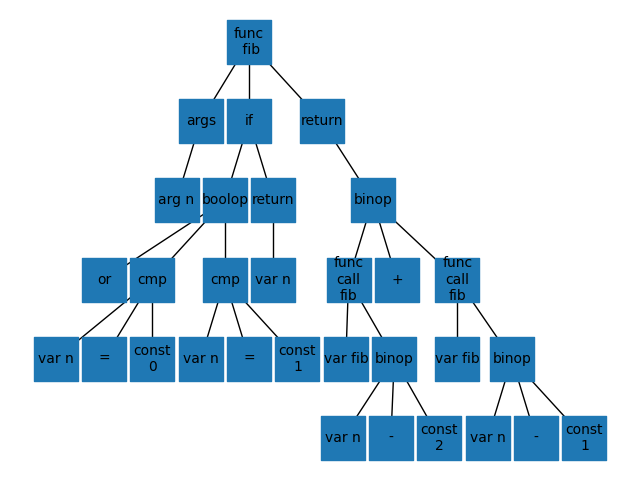 func
fib
args
if
return
arg n
boolop
return
binop
or
cmp
cmp
var n
func
call
fib
+
func
call
fib
var n
=
const
0
var n
=
const
1
var fib
binop
var fib
binop
var n
-
const
2
var n
-
const
1